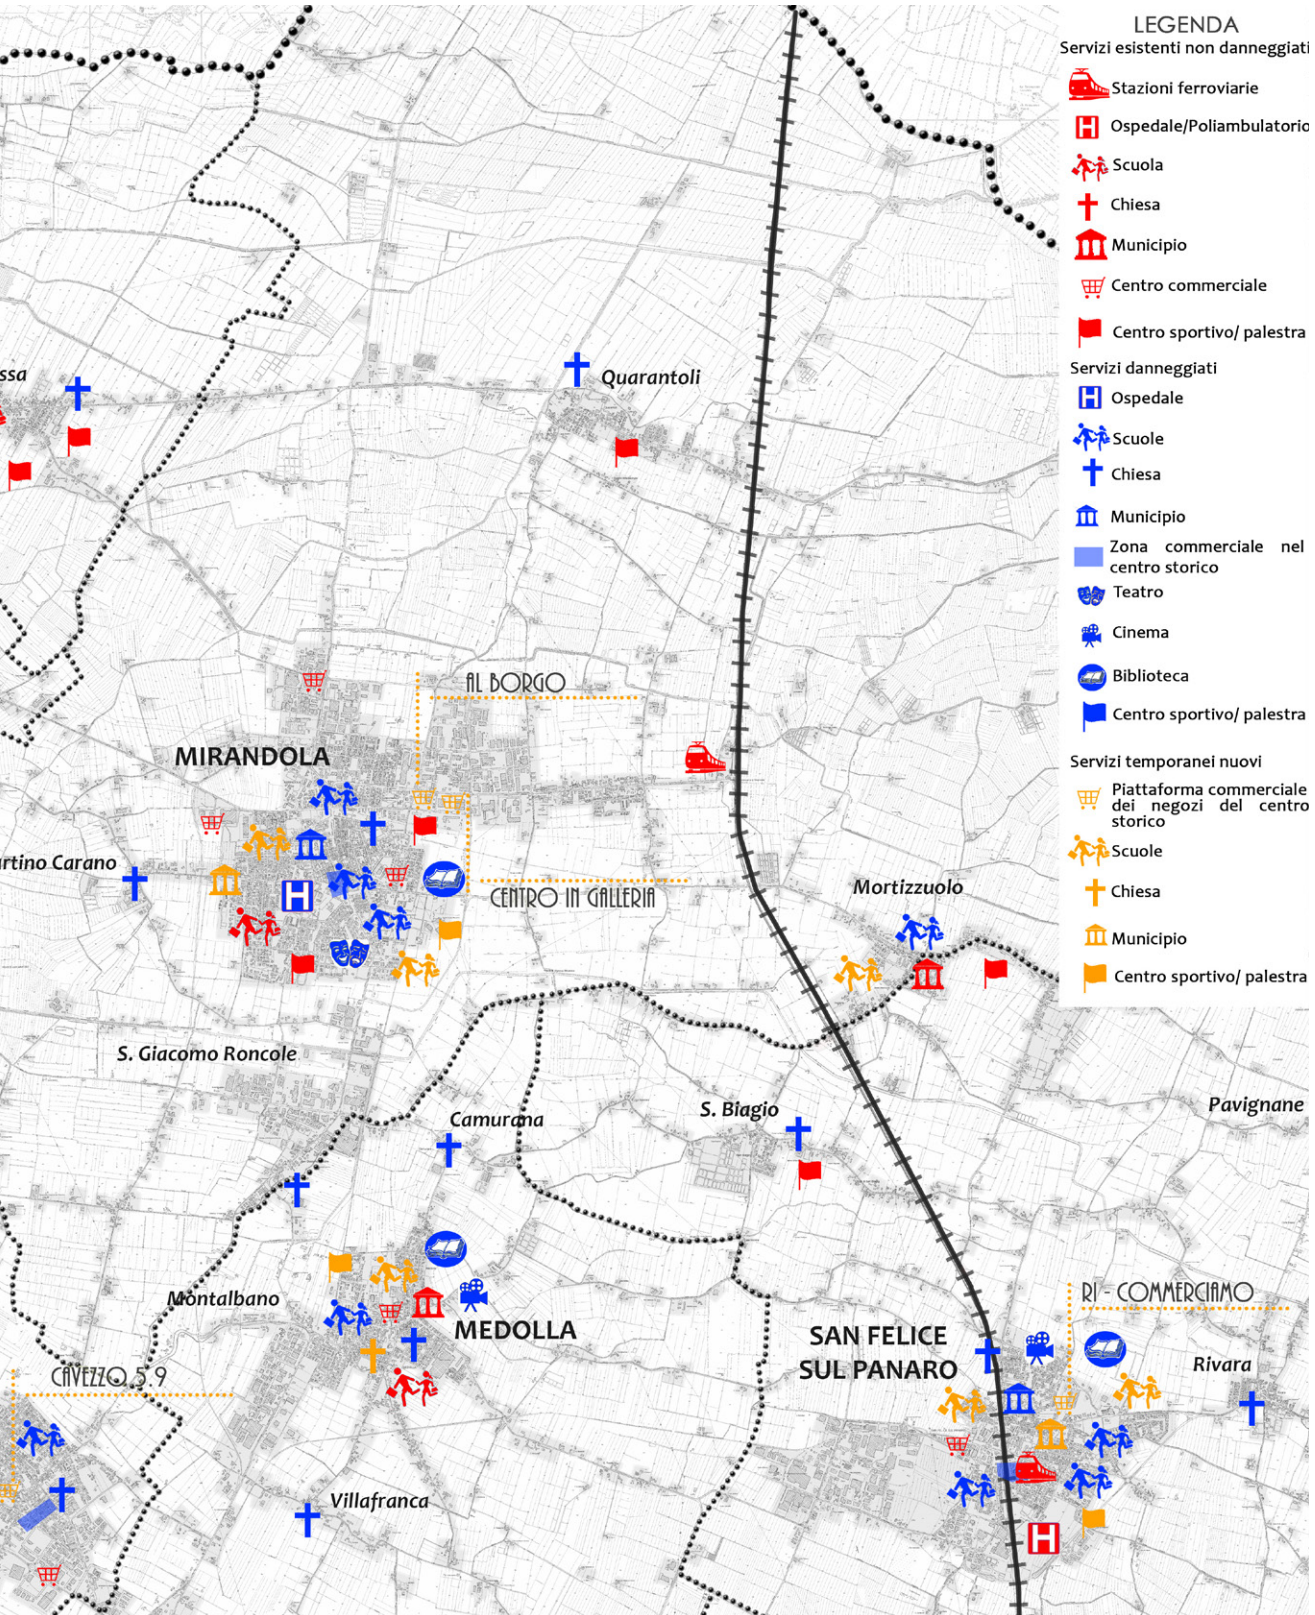 LEGENDA
Servizi esistenti non danneggiati
Stazioni ferroviarie
Ospedale/Poliambulatorio
Scuola
Chiesa
Municipio
Centro commerciale
Centro sportivo/ palestra
Servizi danneggiati
Ospedale
Scuole
Chiesa
Municipio
Zona commerciale nel
centro storico
Teatro
Cinema
Biblioteca
Centro sportivo/ palestra
Servizi temporanei nuovi
Piattaforma commerciale
dei negozi del centro
storico
Scuole
Chiesa
Municipio
Centro sportivo/ palestra
ssa
Quarantoli
AL BORGO
MIRANDOLA
rtino Carano
CENTRO IN GALLERIA
Mortizzuolo
S. Giacomo Roncole
Camurana
S. Biagio
Pavignane
Montalbano
MEDOLLA
RI - COMMERCIAMO
SAN FELICE
SUL PANARO
Rivara
CAVEZZO 5.9
Villafranca